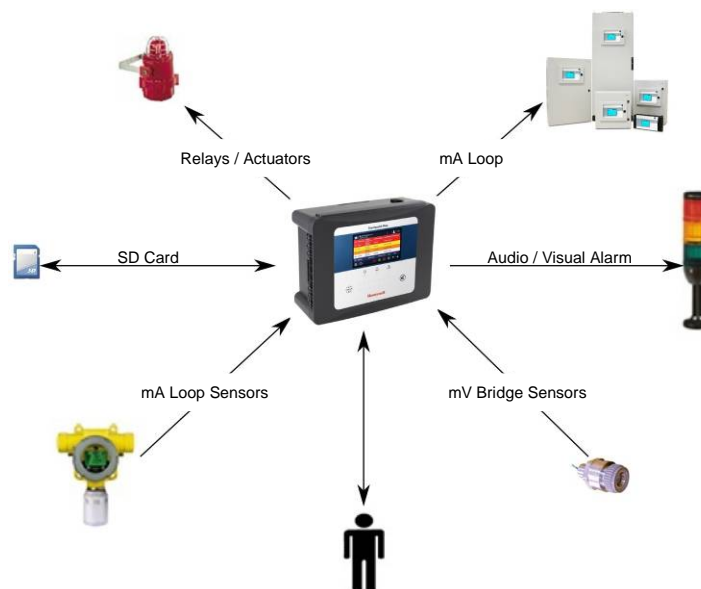 Relays / Actuators
mA Loop
SD Card
Audio / Visual Alarm
Honeywell
mA Loop Sensors
mV Bridge Sensors